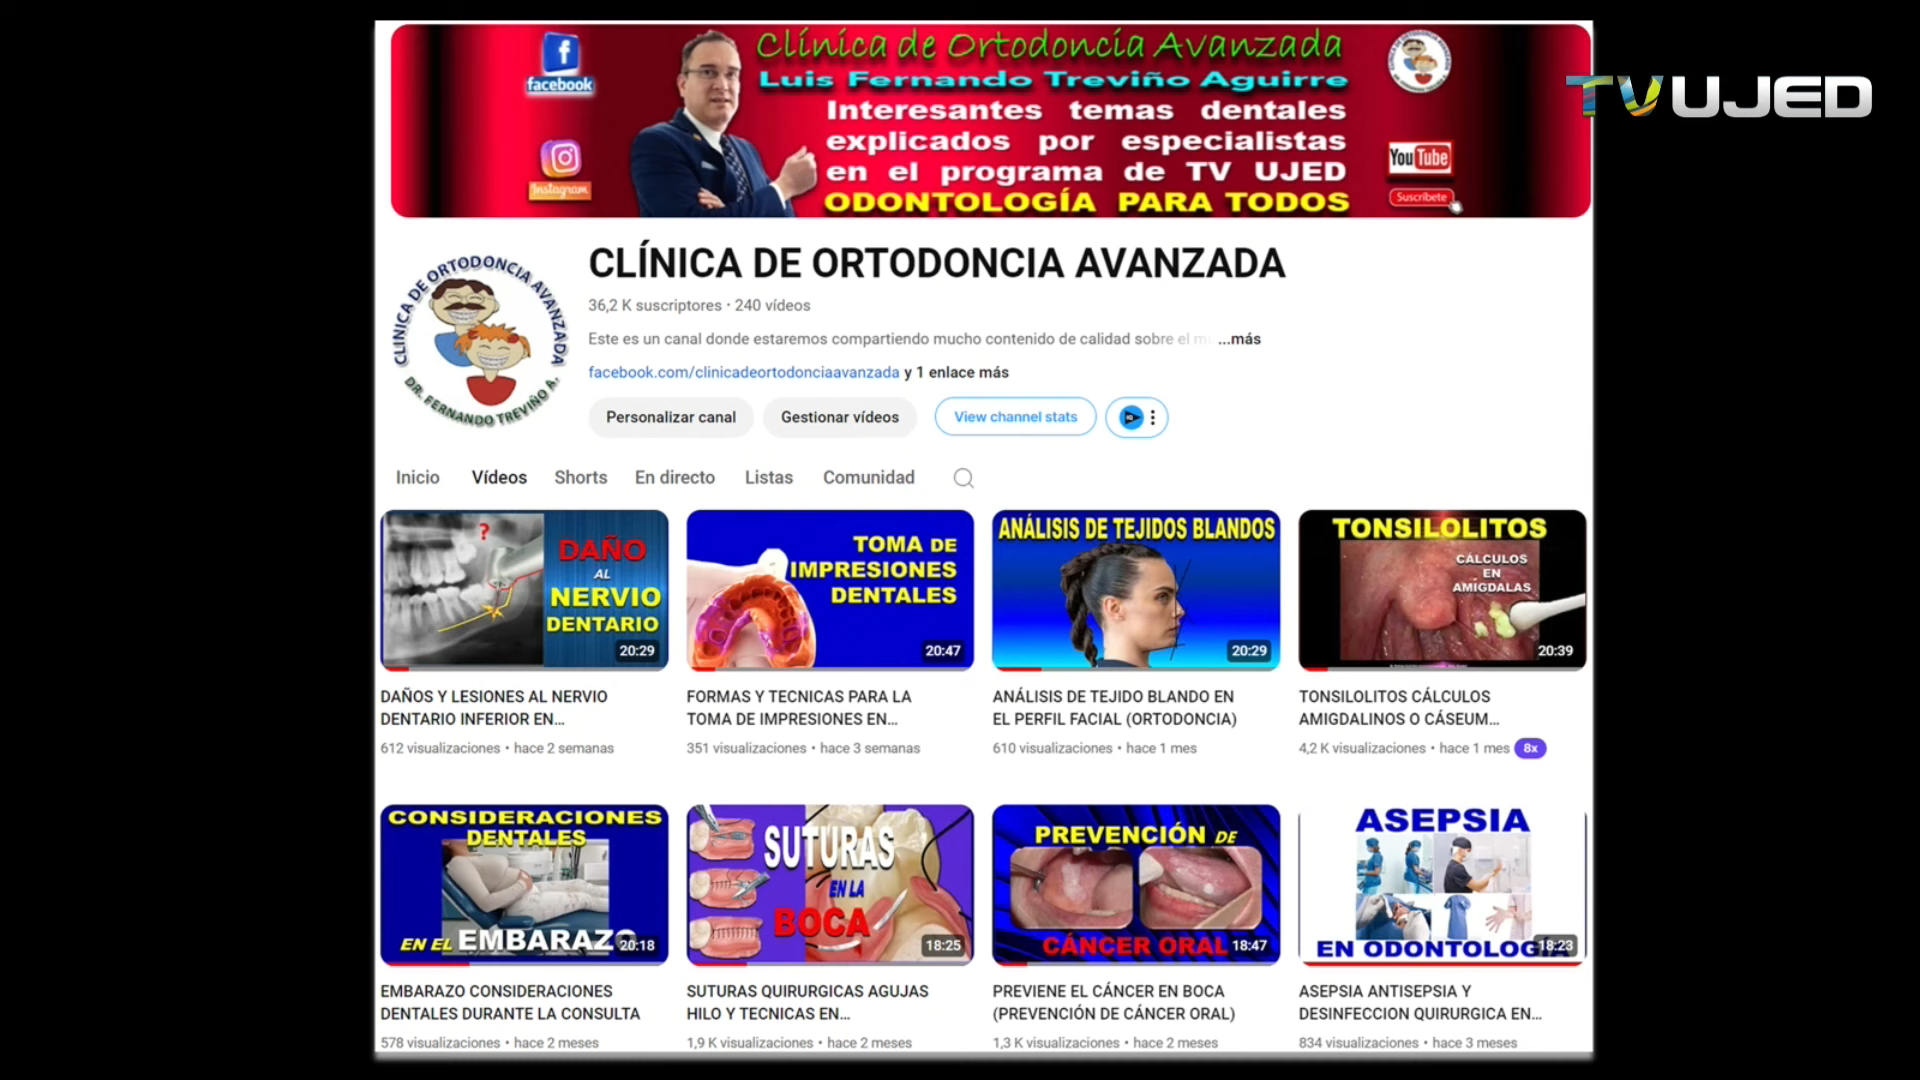 facebook
Instagram
Clínica de Ortodoncia Avanzada
Luis Fernando Treviño Aguirre
Interesantes temas dentales
explicados por especialistas
en el programa de TV UJED
ODONTOLOGÍA PARA TODOS
YouTube
Suscríbete
TVUJED
CLINICA DE ORTODONCIA AVANZADA
DR. FERNANDO TREVIÑO A.
CLÍNICA DE ORTODONCIA AVANZADA
36,2 K suscriptores • 240 vídeos
Este es un canal donde estaremos compartiendo mucho contenido de calidad sobre el m ...más
facebook.com/clinicadeortodonciaavanzada y 1 enlace más
Personalizar canal
Gestionar vídeos
View channel stats
Inicio
Vídeos
Shorts
En directo
Listas
Comunidad
?
DAÑO
AL
NERVIO
DENTARIO
20:29
TOMA DE
IMPRESIONES
DENTALES
20:47
ANÁLISIS DE TEJIDOS BLANDOS
20:29
TONSILOLITOS
CÁLCULOS
EN
AMÍGDALAS
20:39
DAÑOS Y LESIONES AL NERVIO
DENTARIO INFERIOR EN...
612 visualizaciones • hace 2 semanas
FORMAS Y TECNICAS PARA LA
TOMA DE IMPRESIONES EN...
351 visualizaciones • hace 3 semanas
ANÁLISIS DE TEJIDO BLANDO EN
EL PERFIL FACIAL (ORTODONCIA)
610 visualizaciones • hace 1 mes
TONSILOLITOS CÁLCULOS
AMIGDALINOS O CÁSEUM...
4,2 K visualizaciones • hace 1 mes 8x
CONSIDERACIONES
DENTALES
EN EL EMBARAZO
20:18
SUTURAS
EN LA
BOCA
18:25
PREVENCIÓN DE
CÁNCER ORAL
18:47
ASEPSIA
EN ODONTOLOGIA
18:23
EMBARAZO CONSIDERACIONES
DENTALES DURANTE LA CONSULTA
578 visualizaciones • hace 2 meses
SUTURAS QUIRURGICAS AGUJAS
HILO Y TECNICAS EN...
1,9 K visualizaciones • hace 2 meses
PREVIENE EL CÁNCER EN BOCA
(PREVENCIÓN DE CÁNCER ORAL)
1,3 K visualizaciones • hace 2 meses
ASEPSIA ANTISEPSIA Y
DESINFECCION QUIRURGICA EN...
834 visualizaciones • hace 3 meses